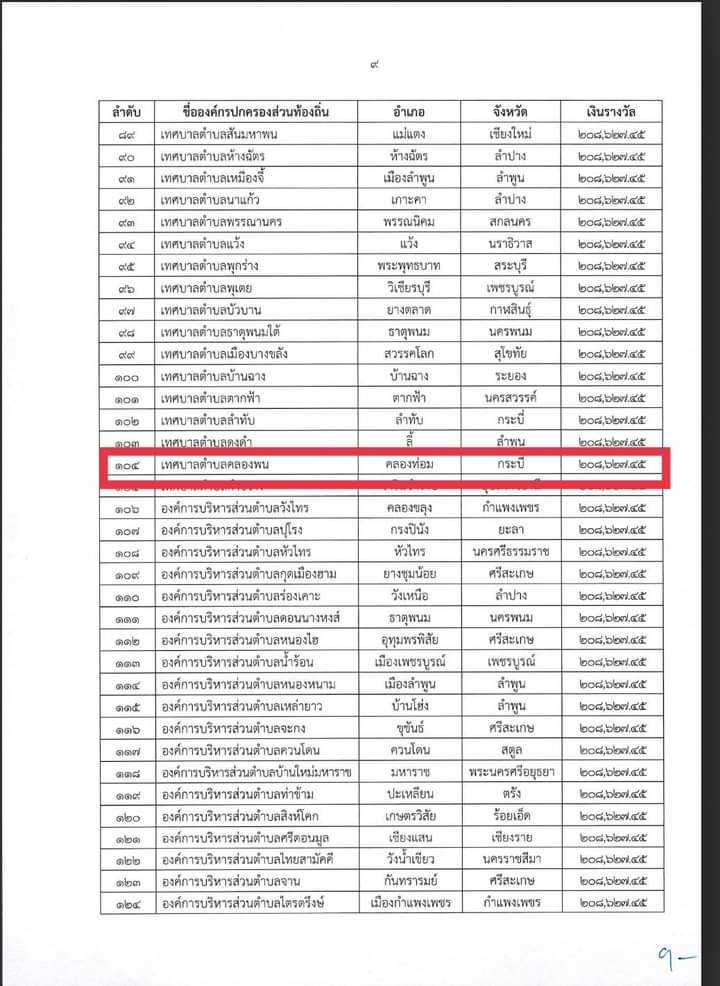 ๙
ลำดับ ชื่อองค์กรปกครองส่วนท้องถิ่น อำเภอ จังหวัด เงินรางวัล
๘๙ เทศบาลตำบลสันมหาพน แม่แตง เชียงใหม่ ๒๐๘,๖๒๗.๔๕
๙๐ เทศบาลตำบลห้างฉัตร ห้างฉัตร ลำปาง ๒๐๘,๖๒๗.๔๕
๙๑ เทศบาลตำบลเหมืองจี้ เมืองลำพูน ลำพูน ๒๐๘,๖๒๗.๔๕
๙๒ เทศบาลตำบลนาแก้ว เกาะคา ลำปาง ๒๐๘,๖๒๗.๔๕
๙๓ เทศบาลตำบลพรรณานคร พรรณนิคม สกลนคร ๒๐๘,๖๒๗.๔๕
๙๔ เทศบาลตำบลแว้ง แว้ง นราธิวาส ๒๐๘,๖๒๗.๔๕
๙๕ เทศบาลตำบลพุกร่าง พระพุทธบาท สระบุรี ๒๐๘,๖๒๗.๔๕
๙๖ เทศบาลตำบลพุเตย วิเชียรบุรี เพชรบูรณ์ ๒๐๘,๖๒๗.๔๕
๙๗ เทศบาลตำบลบัวบาน ยางตลาด กาฬสินธุ์ ๒๐๘,๖๒๗.๔๕
๙๘ เทศบาลตำบลธาตุพนมใต้ ธาตุพนม นครพนม ๒๐๘,๖๒๗.๔๕
๙๙ เทศบาลตำบลเมืองบางขลัง สวรรคโลก สุโขทัย ๒๐๘,๖๒๗.๔๕
๑๐๐ เทศบาลตำบลบ้านฉาง บ้านฉาง ระยอง ๒๐๘,๖๒๗.๔๕
๑๐๑ เทศบาลตำบลตากฟ้า ตากฟ้า นครสวรรค์ ๒๐๘,๖๒๗.๔๕
๑๐๒ เทศบาลตำบลลำทับ ลำทับ กระบี่ ๒๐๘,๖๒๗.๔๕
๑๐๓ เทศบาลตำบลดงดำ ลี้ ลำพูน ๒๐๘,๖๒๗.๔๕
๑๐๔ เทศบาลตำบลคลองพน คลองท่อม กระบี่ ๒๐๘,๖๒๗.๔๕
๑๐๖ องค์การบริหารส่วนตำบลวังไทร คลองขลุง กำแพงเพชร ๒๐๘,๖๒๗.๔๕
๑๐๗ องค์การบริหารส่วนตำบลปุโรง กรงปินัง ยะลา ๒๐๘,๖๒๗.๔๕
๑๐๘ องค์การบริหารส่วนตำบลหัวไทร หัวไทร นครศรีธรรมราช ๒๐๘,๖๒๗.๔๕
๑๐๙ องค์การบริหารส่วนตำบลกุดเมืองฮาม ยางชุมน้อย ศรีสะเกษ ๒๐๘,๖๒๗.๔๕
๑๑๐ องค์การบริหารส่วนตำบลร่องเคาะ วังเหนือ ลำปาง ๒๐๘,๖๒๗.๔๕
๑๑๑ องค์การบริหารส่วนตำบลดอนนางหงส์ ธาตุพนม นครพนม ๒๐๘,๖๒๗.๔๕
๑๑๒ องค์การบริหารส่วนตำบลหนองไฮ อุทุมพรพิสัย ศรีสะเกษ ๒๐๘,๖๒๗.๔๕
๑๑๓ องค์การบริหารส่วนตำบลน้ำร้อน เมืองเพชรบูรณ์ เพชรบูรณ์ ๒๐๘,๖๒๗.๔๕
๑๑๔ องค์การบริหารส่วนตำบลหนองหนาม เมืองลำพูน ลำพูน ๒๐๘,๖๒๗.๔๕
๑๑๕ องค์การบริหารส่วนตำบลเหล่ายาว บ้านโฮ่ง ลำพูน ๒๐๘,๖๒๗.๔๕
๑๑๖ องค์การบริหารส่วนตำบลจะกง ขุขันธ์ ศรีสะเกษ ๒๐๘,๖๒๗.๔๕
๑๑๗ องค์การบริหารส่วนตำบลควนโดน ควนโดน สตูล ๒๐๘,๖๒๗.๔๕
๑๑๘ องค์การบริหารส่วนตำบลบ้านใหม่มหาราช มหาราช พระนครศรีอยุธยา ๒๐๘,๖๒๗.๔๕
๑๑๙ องค์การบริหารส่วนตำบลท่าข้าม ปะเหลียน ตรัง ๒๐๘,๖๒๗.๔๕
๑๒๐ องค์การบริหารส่วนตำบลสิงห์โคก เกษตรวิสัย ร้อยเอ็ด ๒๐๘,๖๒๗.๔๕
๑๒๑ องค์การบริหารส่วนตำบลศรีดอนมูล เชียงแสน เชียงราย ๒๐๘,๖๒๗.๔๕
๑๒๒ องค์การบริหารส่วนตำบลไทยสามัคคี วังน้ำเขียว นครราชสีมา ๒๐๘,๖๒๗.๔๕
๑๒๓ องค์การบริหารส่วนตำบลจาน กันทรารมย์ ศรีสะเกษ ๒๐๘,๖๒๗.๔๕
๑๒๔ องค์การบริหารส่วนตำบลไตรตรึงษ์ เมืองกำแพงเพชร กำแพงเพชร ๒๐๘,๖๒๗.๔๕